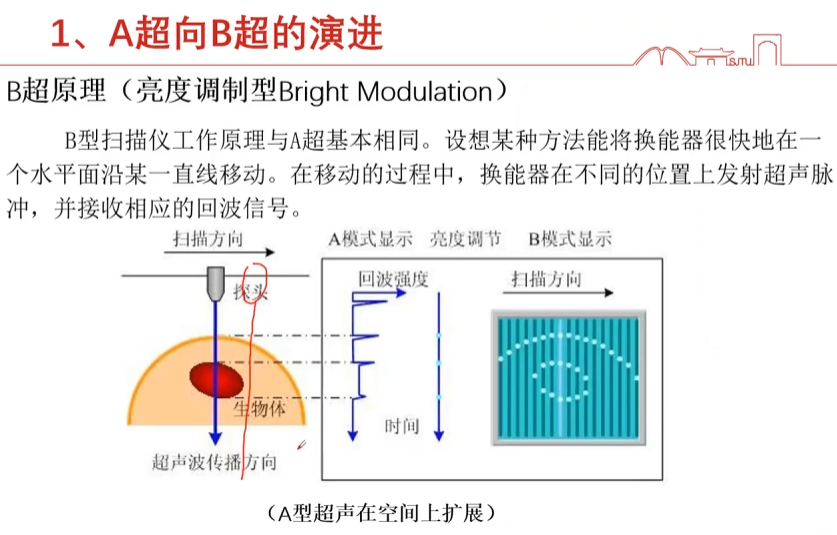 1、A超向B超的演进
B超原理（亮度调制型Bright Modulation）
B型扫描仪工作原理与A超基本相同。设想某种方法能将换能器很快地在一
个水平面沿某一直线移动。在移动的过程中，换能器在不同的位置上发射超声脉
冲，并接收相应的回波信号。
扫描方向
A模式显示 亮度调节 B模式显示
探头
回波强度
扫描方向
生物体
时间
超声波传播方向
（A型超声在空间上扩展）